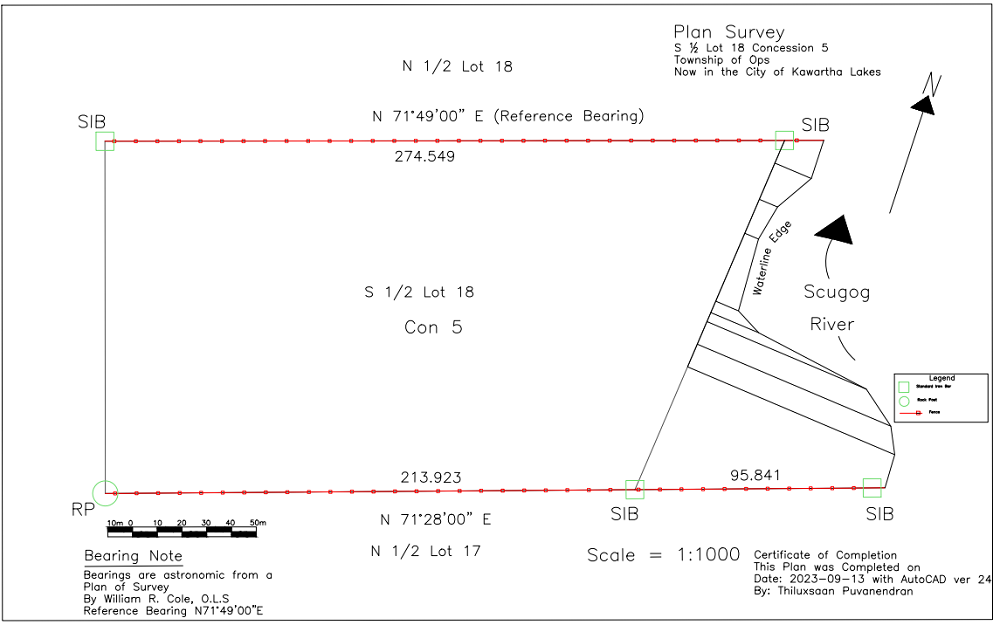 Plan Survey
S ½ Lot 18 Concession 5
Township of Ops
Now in the City of Kawartha Lakes
N 1/2 Lot 18
N
N 71°49'00" E (Reference Bearing)
SIB
SIB
274.549
Waterline Edge
S 1/2 Lot 18
Con 5
Scugog
River
Legend
Standard Iron Bar
Rock Post
Fence
213.923
95.841
RP
SIB
SIB
N 71°28'00" E
10m 0 10 20 30 40 50m
N 1/2 Lot 17
Scale = 1:1000
Bearing Note
Bearings are astronomic from a
Plan of Survey
By William R. Cole, O.L.S
Reference Bearing N71°49'00"E
Certificate of Completion
This Plan was Completed on
Date: 2023-09-13 with AutoCAD ver 24
By: Thiluxsaan Puvanendran